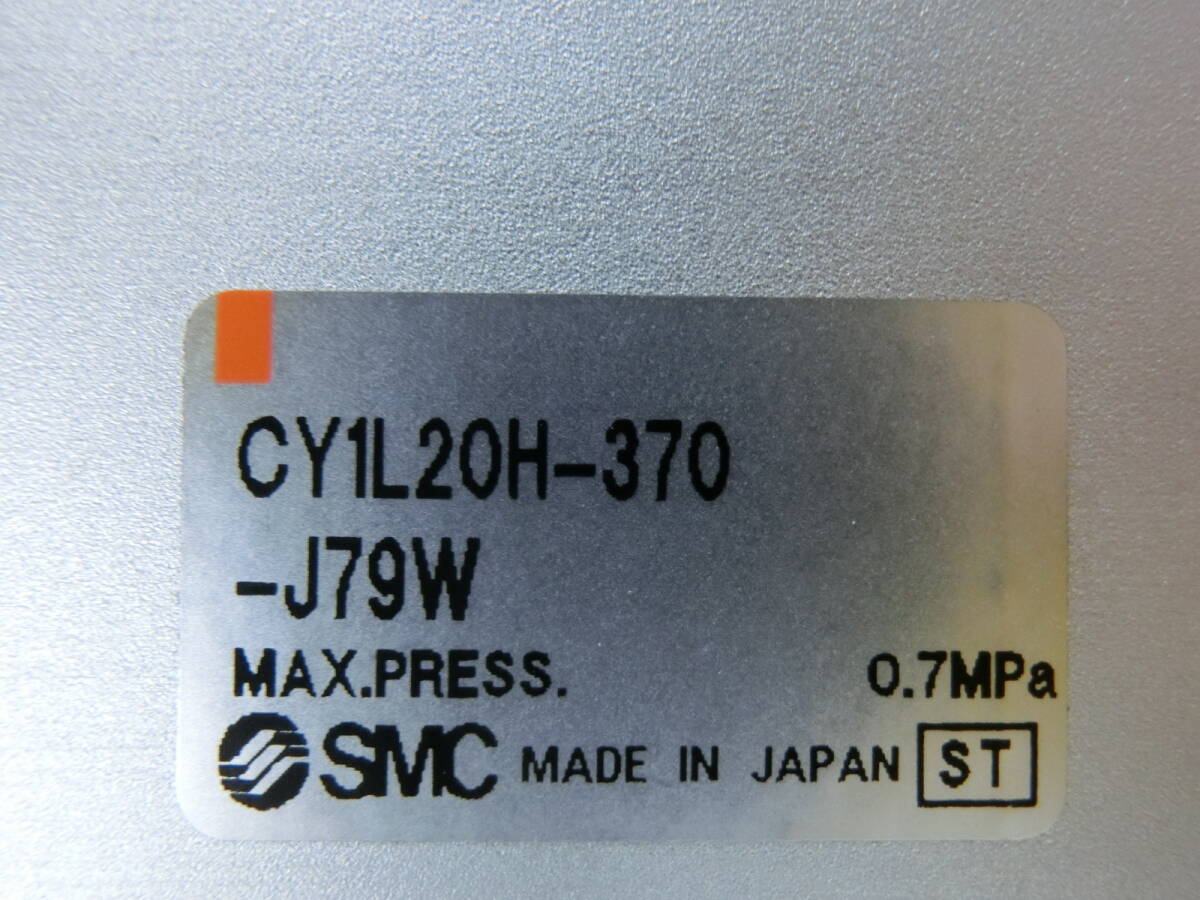 CY1L20H-370
-J79W
MAX.PRESS. 0.7MPa
SMC MADE IN JAPAN ST